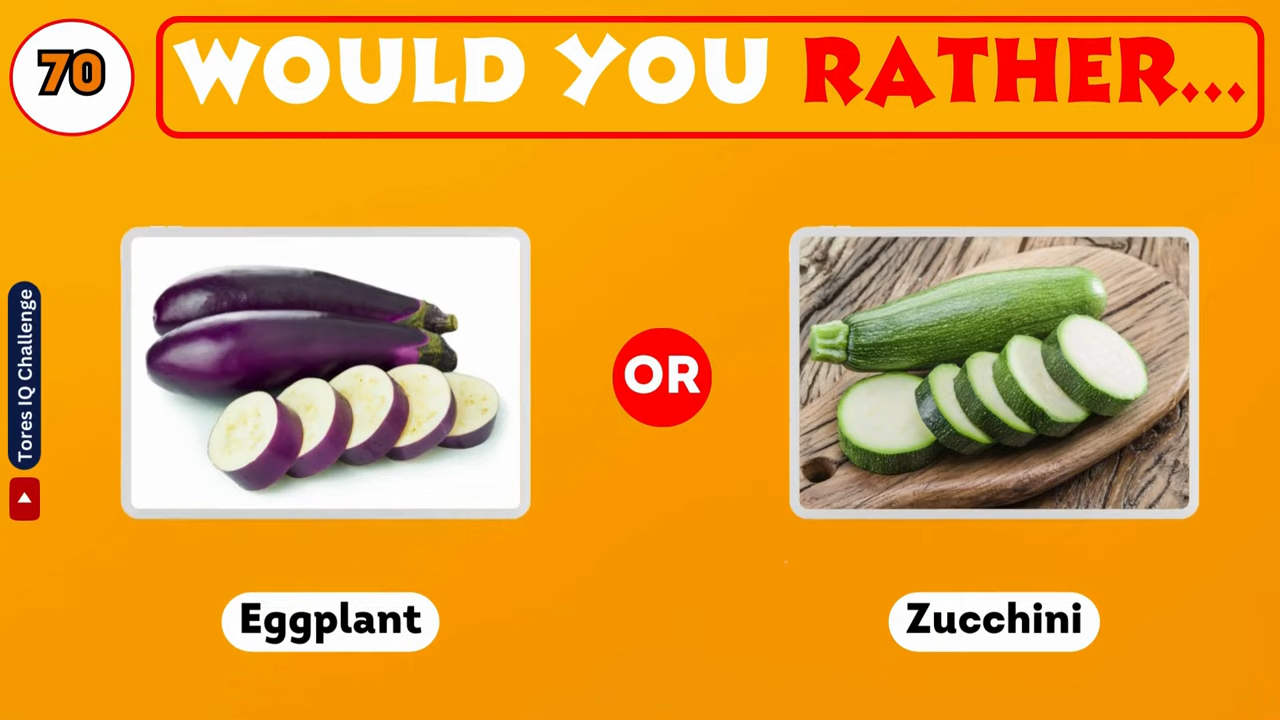 70
WOULD YOU RATHER...
Tores IQ Challenge
OR
Eggplant
Zucchini